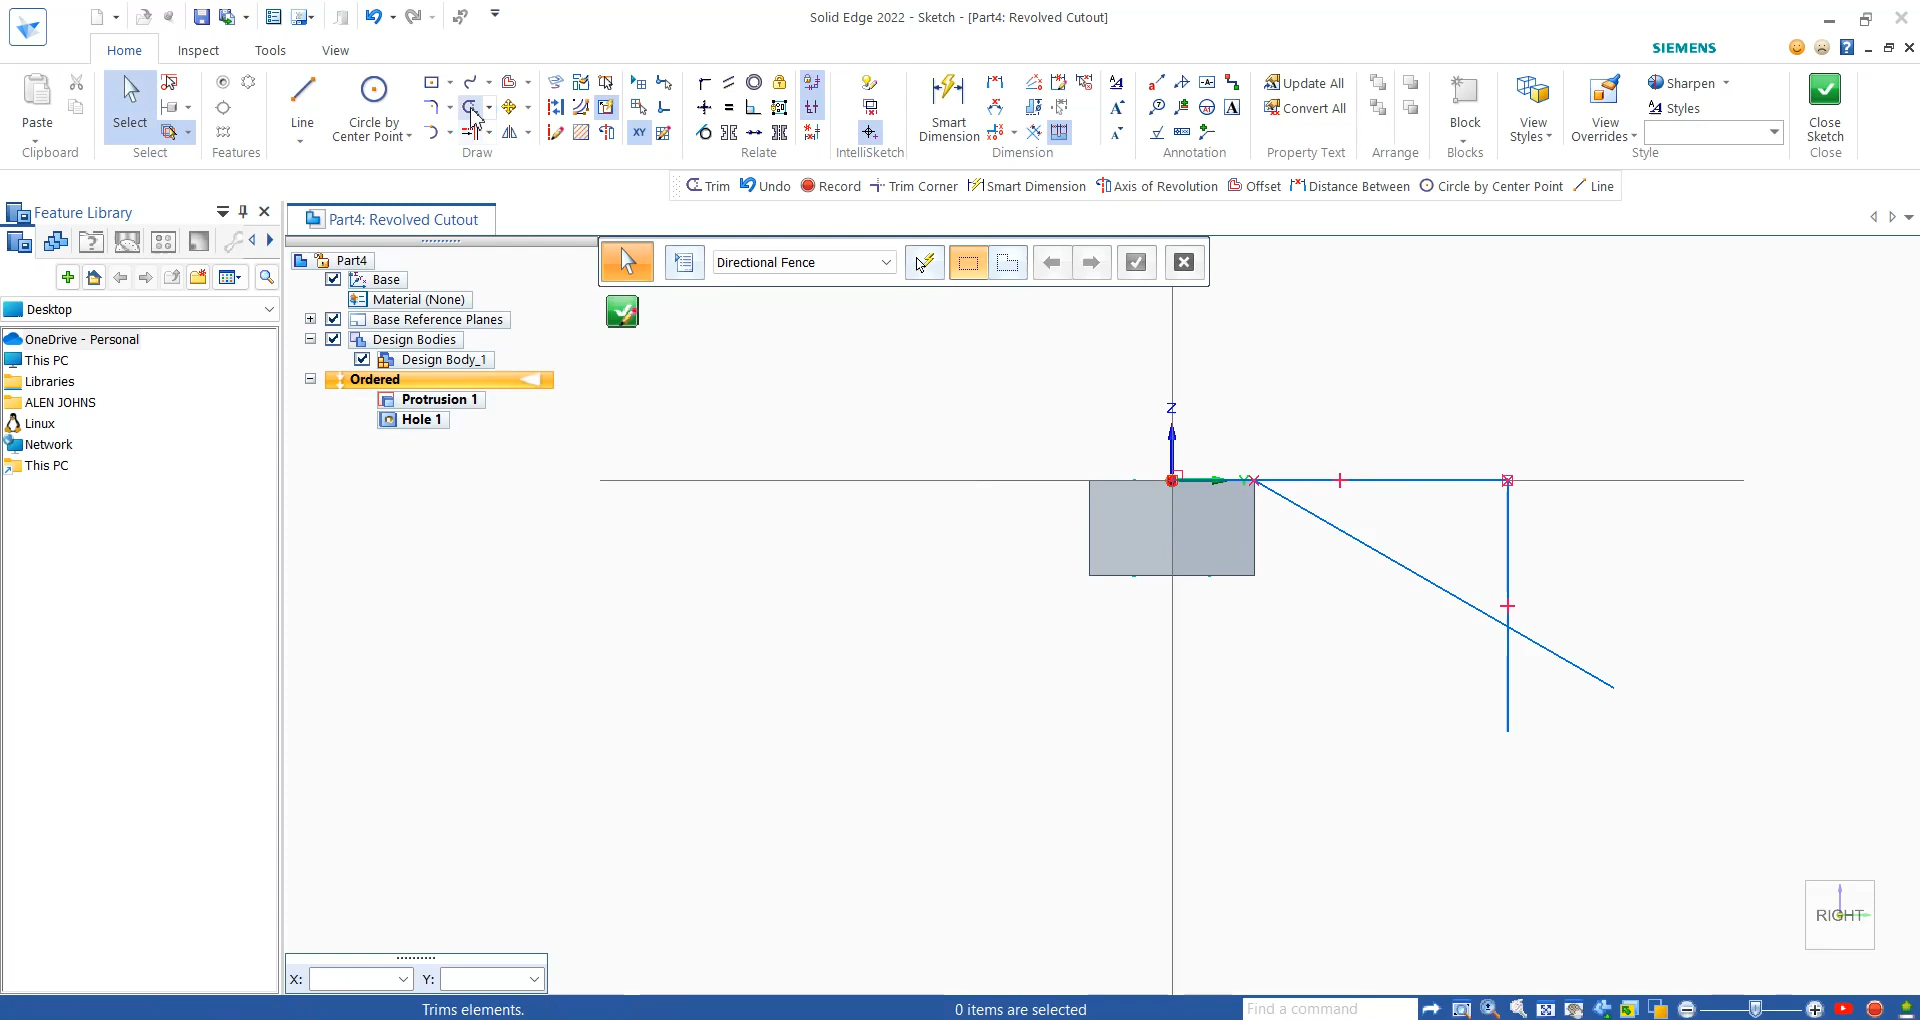 Solid Edge 2022 - Sketch - [Part4: Revolved Cutout]
Home Inspect Tools View
SIEMENS
Paste
Clipboard
Select
Select
Features
Line
Circle by
Center Point
Draw
XY
Relate
IntelliSketch
Smart
Dimension
Dimension
A
Annotation
Update All
Convert All
Property Text
Arrange
Block
Blocks
View
Styles
View
Overrides
Sharpen
Styles
Style
Close
Sketch
Close
Trim Undo Record Trim Corner Smart Dimension Axis of Revolution Offset Distance Between Circle by Center Point Line
Feature Library
Part4: Revolved Cutout
Desktop
OneDrive - Personal
This PC
Libraries
ALEN JOHNS
Linux
Network
This PC
Part4
Base
Material (None)
Base Reference Planes
Design Bodies
Design Body_1
Ordered
Protrusion 1
Hole 1
Directional Fence
Z
Y
RIGHT
X: Y:
Trims elements.
0 items are selected
Find a command